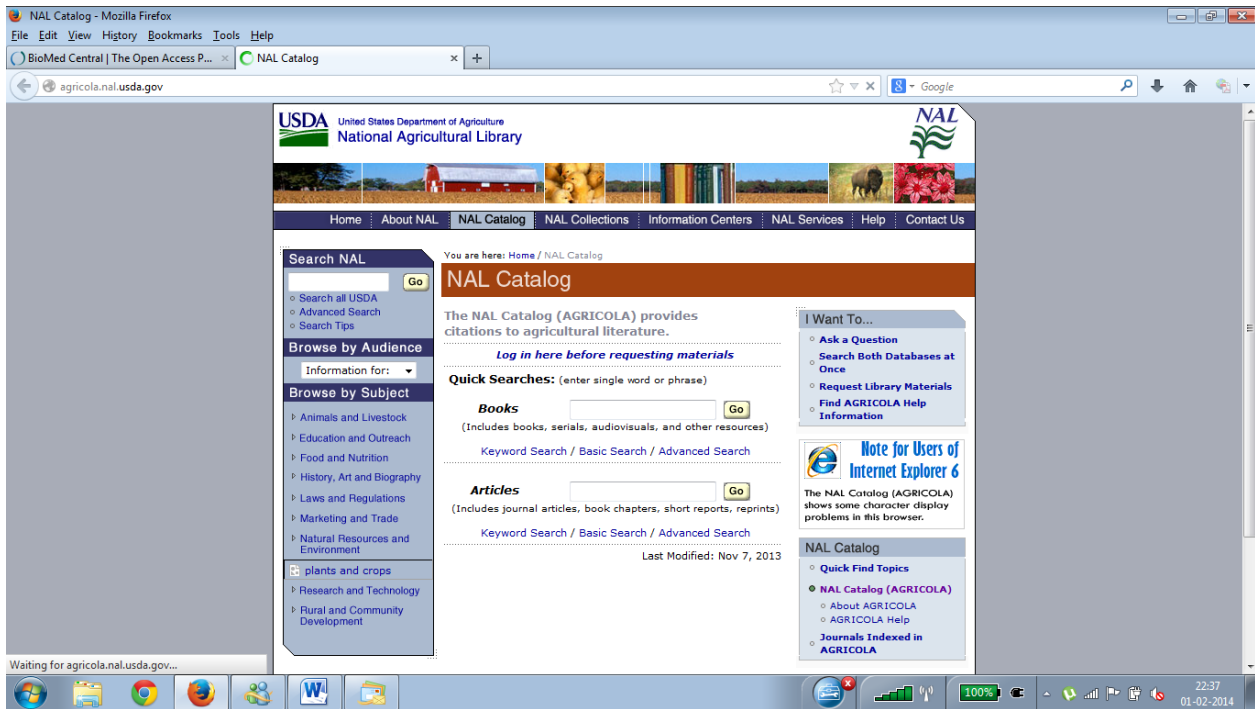 NAL Catalog - Mozilla Firefox
File Edit View History Bookmarks Tools Help
BioMed Central | The Open Access P...
NAL Catalog
agricola.nal.usda.gov
Google
USDA United States Department of Agriculture
National Agricultural Library
NAL
Home About NAL NAL Catalog NAL Collections Information Centers NAL Services Help Contact Us
Search NAL
Go
Search all USDA
Advanced Search
Search Tips
Browse by Audience
Information for:
Browse by Subject
Animals and Livestock
Education and Outreach
Food and Nutrition
History, Art and Biography
Laws and Regulations
Marketing and Trade
Natural Resources and
Environment
plants and crops
Research and Technology
Rural and Community
Development
You are here: Home / NAL Catalog
NAL Catalog
The NAL Catalog (AGRICOLA) provides
citations to agricultural literature.
Log in here before requesting materials
Quick Searches: (enter single word or phrase)
Books Go
(Includes books, serials, audiovisuals, and other resources)
Keyword Search / Basic Search / Advanced Search
Articles Go
(Includes journal articles, book chapters, short reports, reprints)
Keyword Search / Basic Search / Advanced Search
Last Modified: Nov 7, 2013
I Want To...
Ask a Question
Search Both Databases at
Once
Request Library Materials
Find AGRICOLA Help
Information
Note for Users of
Internet Explorer 6
The NAL Catalog (AGRICOLA)
shows some character display
problems in this browser.
NAL Catalog
Quick Find Topics
NAL Catalog (AGRICOLA)
About AGRICOLA
AGRICOLA Help
Journals Indexed in
AGRICOLA
Waiting for agricola.nal.usda.gov...
100%
22:37
01-02-2014